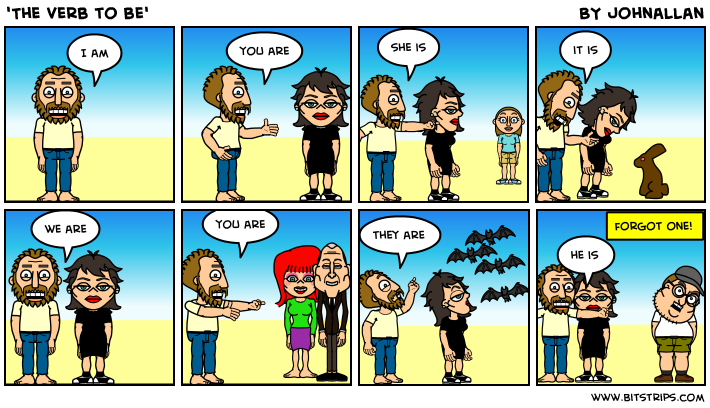 'THE VERB TO BE'
BY JOHNALLAN
I AM
YOU ARE
SHE IS
IT IS
WE ARE
YOU ARE
THEY ARE
FORGOT ONE!
HE IS
WWW.BITSTRIPS.COM